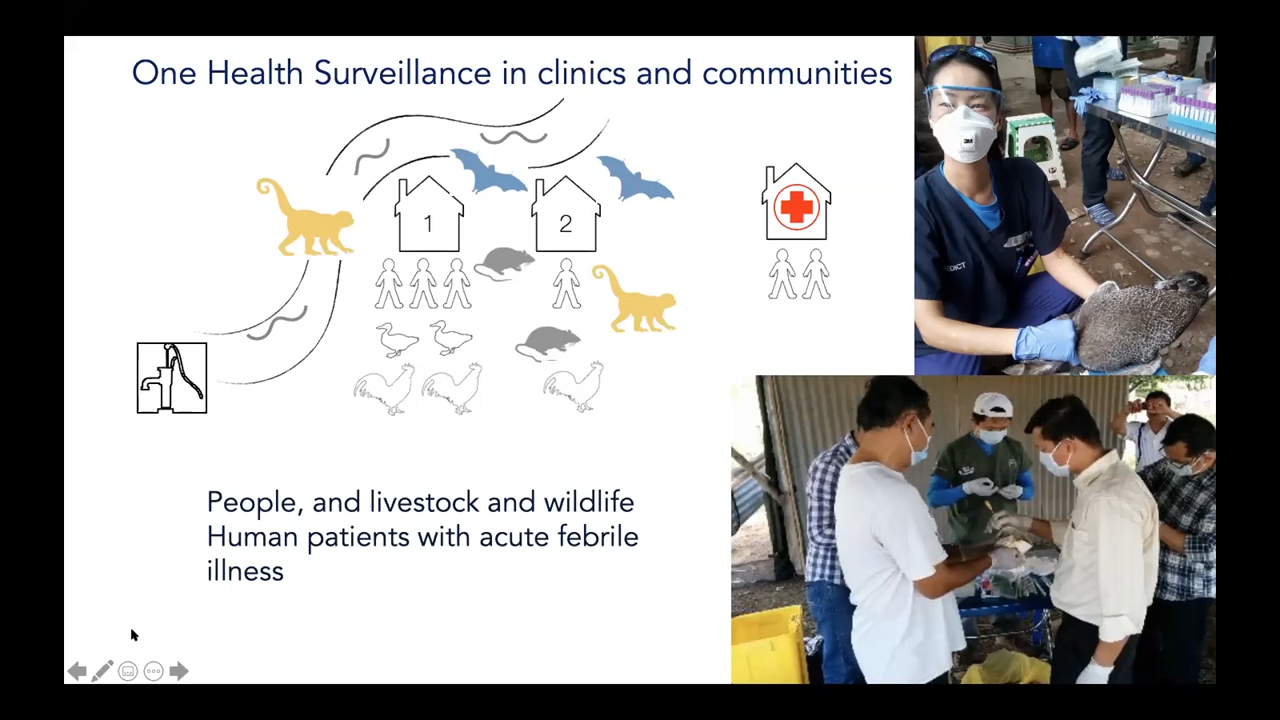 One Health Surveillance in clinics and communities
1
2
People, and livestock and wildlife
Human patients with acute febrile
illness
3M